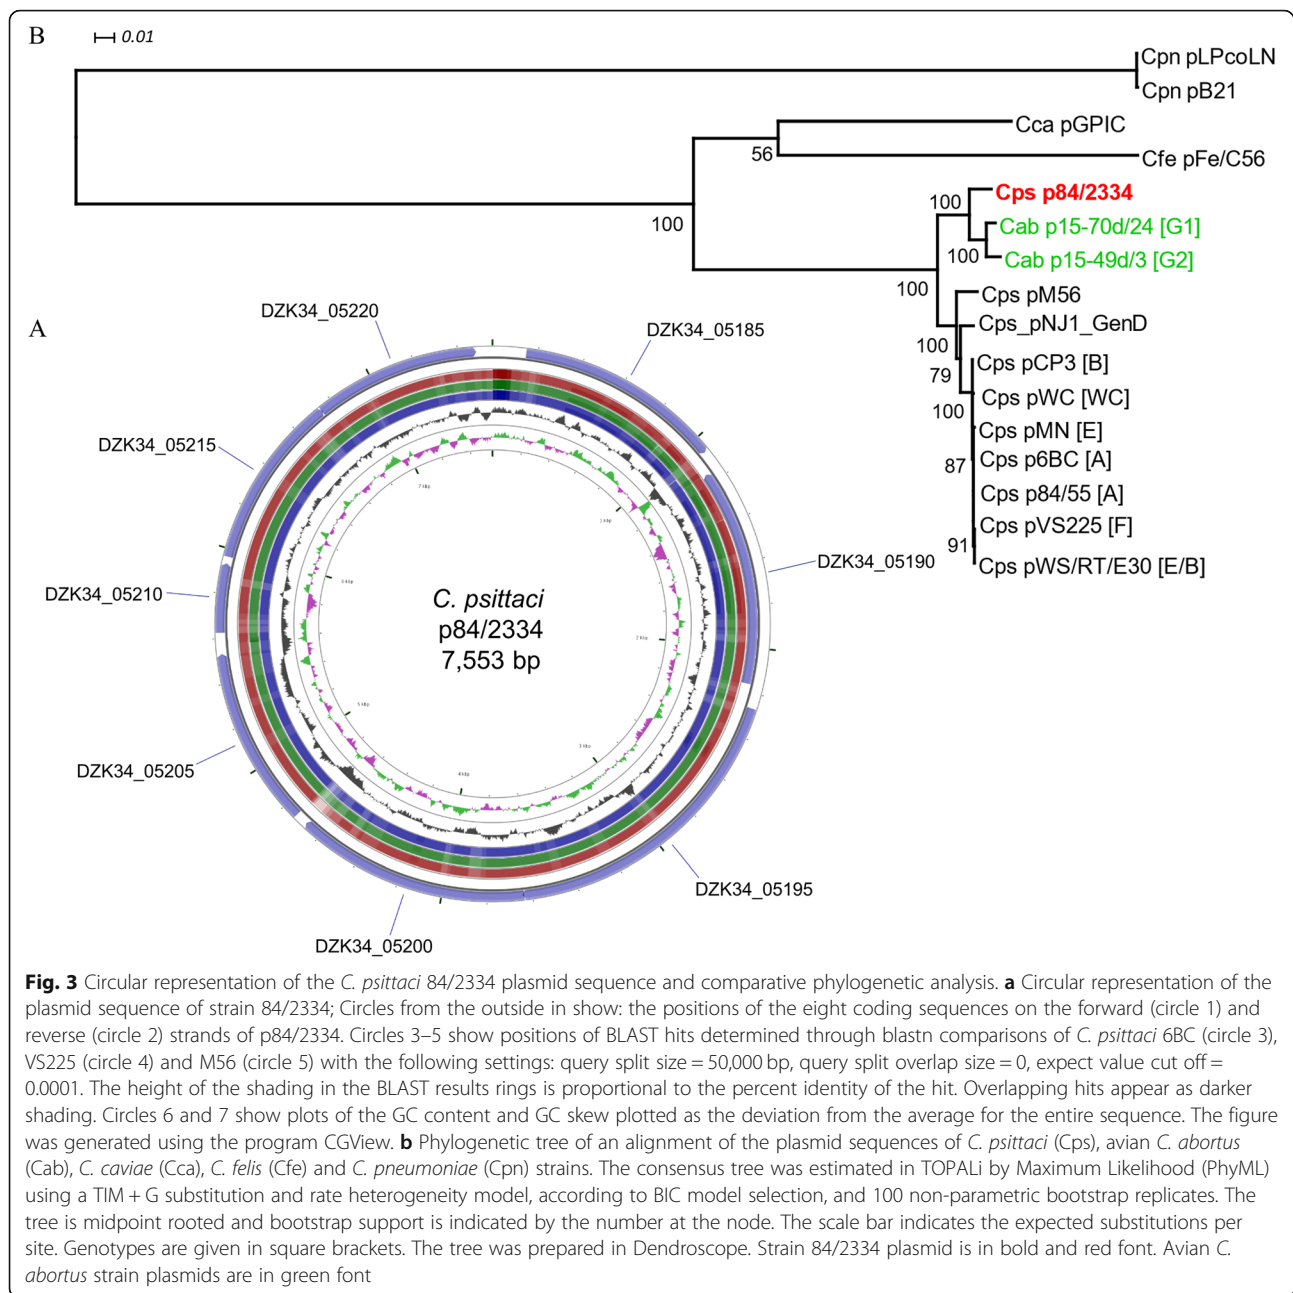 B
0.01
Cpn pLPcoLN
Cpn pB21
Cca pGPIC
56
Cfe pFe/C56
100
Cps p84/2334
100
Cab p15-70d/24 [G1]
100
Cab p15-49d/3 [G2]
100
Cps pM56
Cps_pNJ1_GenD
100
Cps pCP3 [B]
79
Cps pWC [WC]
100
Cps pMN [E]
Cps p6BC [A]
87
Cps p84/55 [A]
Cps pVS225 [F]
91
Cps pWS/RT/E30 [E/B]
A
DZK34_05220
DZK34_05185
DZK34_05215
DZK34_05190
DZK34_05210
DZK34_05205
DZK34_05195
DZK34_05200
7 kbp
1 kbp
6 kbp
2 kbp
5 kbp
3 kbp
4 kbp
C. psittaci
p84/2334
7,553 bp
Fig. 3 Circular representation of the C. psittaci 84/2334 plasmid sequence and comparative phylogenetic analysis. a Circular representation of the
plasmid sequence of strain 84/2334; Circles from the outside in show: the positions of the eight coding sequences on the forward (circle 1) and
reverse (circle 2) strands of p84/2334. Circles 3–5 show positions of BLAST hits determined through blastn comparisons of C. psittaci 6BC (circle 3),
VS225 (circle 4) and M56 (circle 5) with the following settings: query split size = 50,000 bp, query split overlap size = 0, expect value cut off =
0.0001. The height of the shading in the BLAST results rings is proportional to the percent identity of the hit. Overlapping hits appear as darker
shading. Circles 6 and 7 show plots of the GC content and GC skew plotted as the deviation from the average for the entire sequence. The figure
was generated using the program CGView. b Phylogenetic tree of an alignment of the plasmid sequences of C. psittaci (Cps), avian C. abortus
(Cab), C. caviae (Cca), C. felis (Cfe) and C. pneumoniae (Cpn) strains. The consensus tree was estimated in TOPALi by Maximum Likelihood (PhyML)
using a TIM + G substitution and rate heterogeneity model, according to BIC model selection, and 100 non-parametric bootstrap replicates. The
tree is midpoint rooted and bootstrap support is indicated by the number at the node. The scale bar indicates the expected substitutions per
site. Genotypes are given in square brackets. The tree was prepared in Dendroscope. Strain 84/2334 plasmid is in bold and red font. Avian C.
abortus strain plasmids are in green font